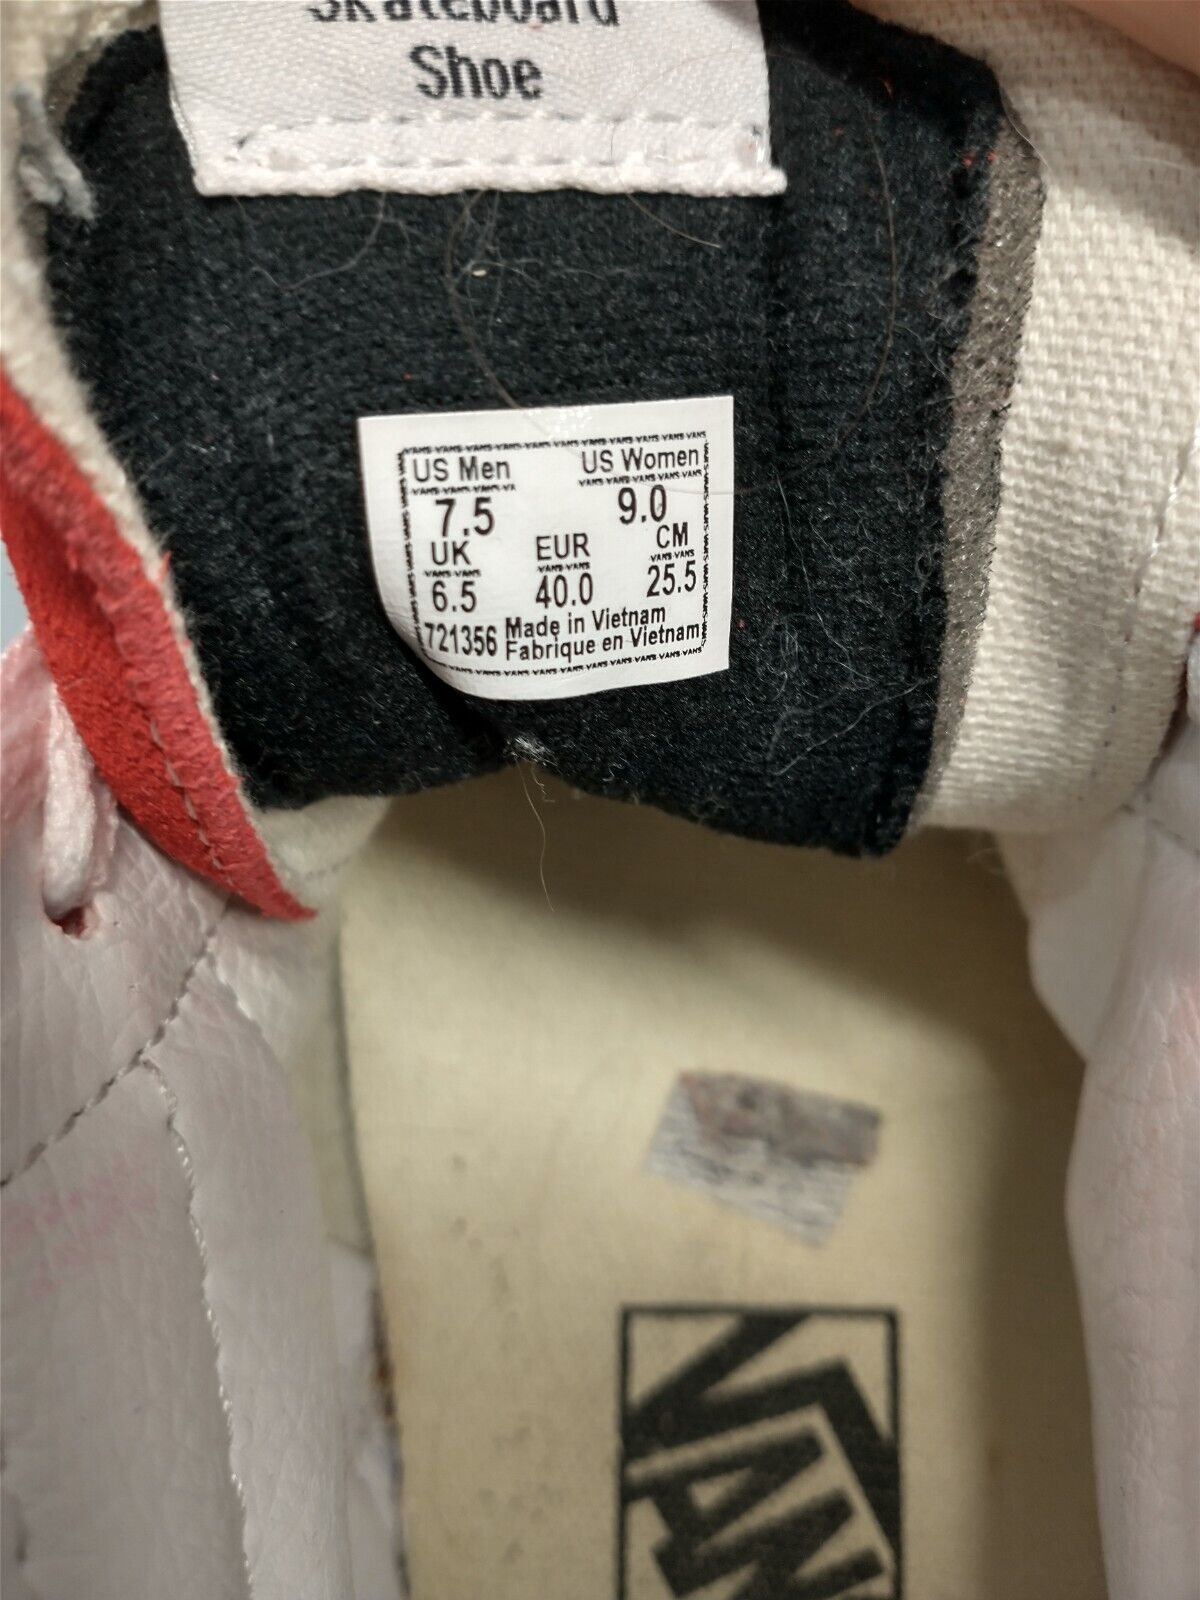 Skateboard
Shoe
US Men US Women
7.5 9.0
UK EUR CM
6.5 40.0 25.5
721356 Made in Vietnam
Fabrique en Vietnam
VANS